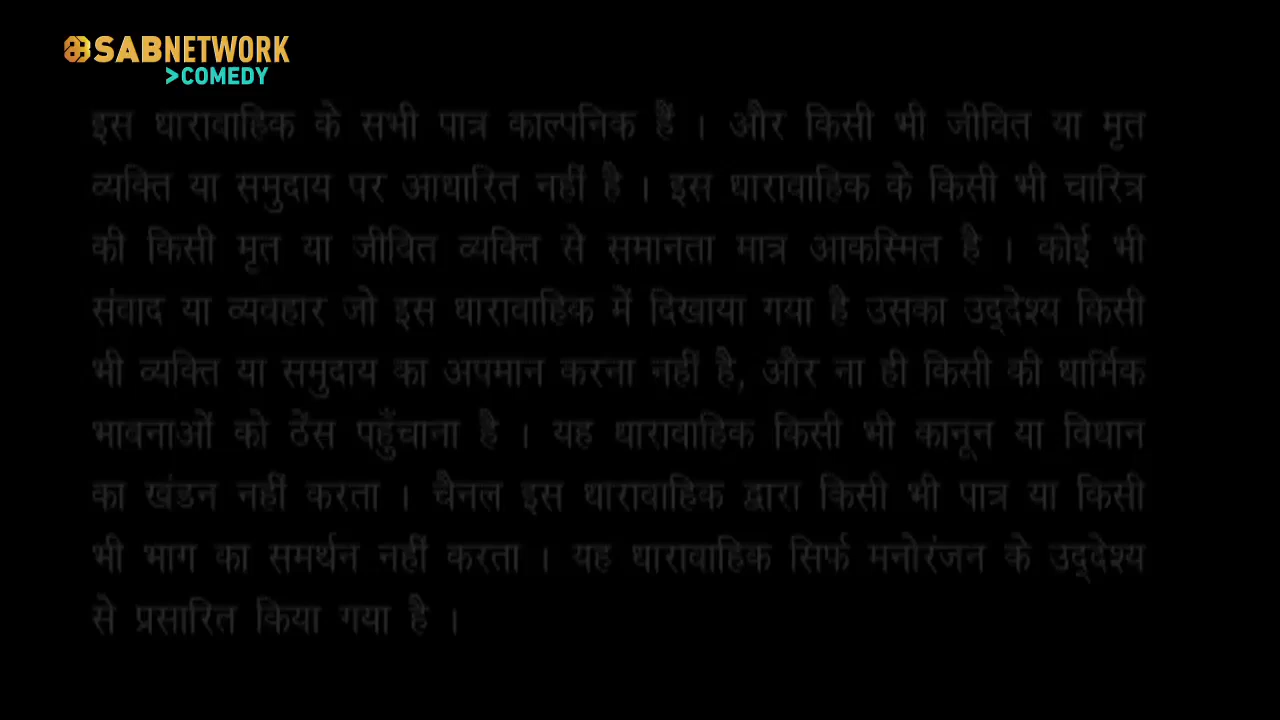 SABNETWORK
>COMEDY
इस धारावाहिक के सभी पात्र काल्पनिक हैं । और किसी भी जीवित या मृत
व्यक्ति या समुदाय पर आधारित नहीं है । इस धारावाहिक के किसी भी चारित्र
की किसी मृत या जीवित व्यक्ति से समानता मात्र आकस्मित है । कोई भी
संवाद या व्यवहार जो इस धारावाहिक में दिखाया गया है उसका उद्देश्य किसी
भी व्यक्ति या समुदाय का अपमान करना नहीं है, और ना ही किसी की धार्मिक
भावनाओं को ठेंस पहुँचाना है । यह धारावाहिक किसी भी कानून या विधान
का खंडन नहीं करता । चैनल इस धारावाहिक द्वारा किसी भी पात्र या किसी
भी भाग का समर्थन नहीं करता । यह धारावाहिक सिर्फ मनोरंजन के उद्देश्य
से प्रसारित किया गया है ।